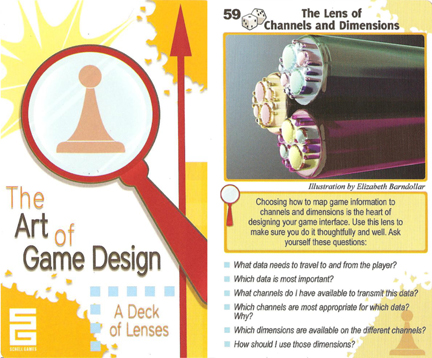 The
Art
of
Game Design
A Deck
of Lenses
SCHELL GAMES
59
The Lens of
Channels and Dimensions
Illustration by Elizabeth Barndollar
Choosing how to map game information to
channels and dimensions is the heart of
designing your game interface. Use this lens to
make sure you do it thoughtfully and well. Ask
yourself these questions:
What data needs to travel to and from the player?
Which data is most important?
What channels do I have available to transmit this data?
Which channels are most appropriate for which data?
Why?
Which dimensions are available on the different channels?
How should I use those dimensions?